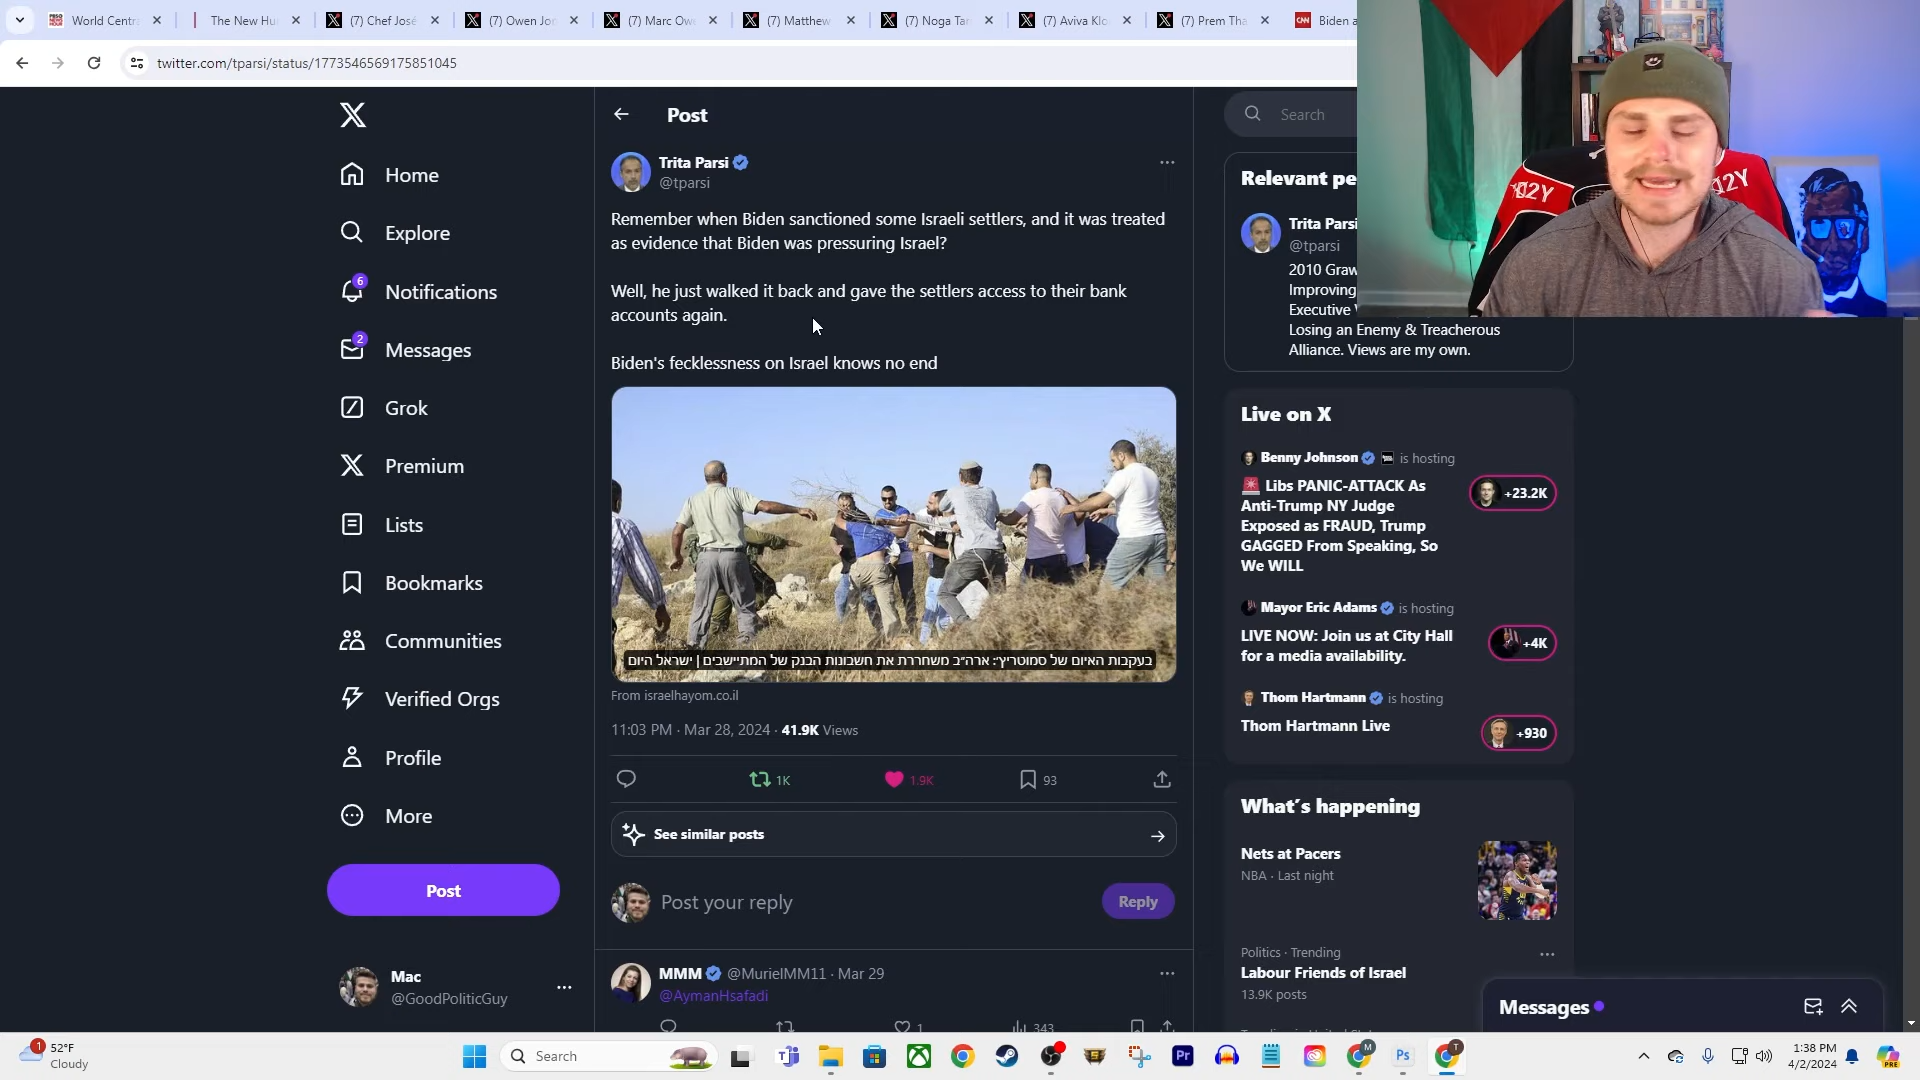 World Centra
The New Hu
(7) Chef José
(7) Owen Jon
(7) Marc Owe
(7) Matthew
(7) Noga Tar
(7) Aviva Klo
(7) Prem Tha
CNN
Biden a
twitter.com/tparsi/status/1773546569175851045
Home
Explore
6
Notifications
2
Messages
Grok
Premium
Lists
Bookmarks
Communities
Verified Orgs
Profile
More
Post
Mac
@GoodPoliticGuy
Post
Trita Parsi
@tparsi
Remember when Biden sanctioned some Israeli settlers, and it was treated
as evidence that Biden was pressuring Israel?
Well, he just walked it back and gave the settlers access to their bank
accounts again.
Biden's fecklessness on Israel knows no end
בעקבות האיום של סמוטריץ': ארה״ב משחררת את חשבונות הבנק של המתיישבים | ישראל היום
From israelhayom.co.il
11:03 PM · Mar 28, 2024 · 41.9K Views
1K
1.9K
93
See similar posts
Post your reply
Reply
MMM @MurielMM11 · Mar 29
@AymanHsafadi
1
343
Search
Relevant pe
Trita Parsi
@tparsi
2010 Graw
Improving
Executive V
Losing an Enemy & Treacherous
Alliance. Views are my own.
Live on X
Benny Johnson is hosting
Libs PANIC-ATTACK As
Anti-Trump NY Judge
Exposed as FRAUD, Trump
GAGGED From Speaking, So
We WILL
+23.2K
Mayor Eric Adams is hosting
LIVE NOW: Join us at City Hall
for a media availability.
+4K
Thom Hartmann is hosting
Thom Hartmann Live
+930
What's happening
Nets at Pacers
NBA · Last night
Politics · Trending
Labour Friends of Israel
13.9K posts
Messages
1
52°F
Cloudy
Search
Pr
Ps
M
T
1:38 PM
4/2/2024
PRE